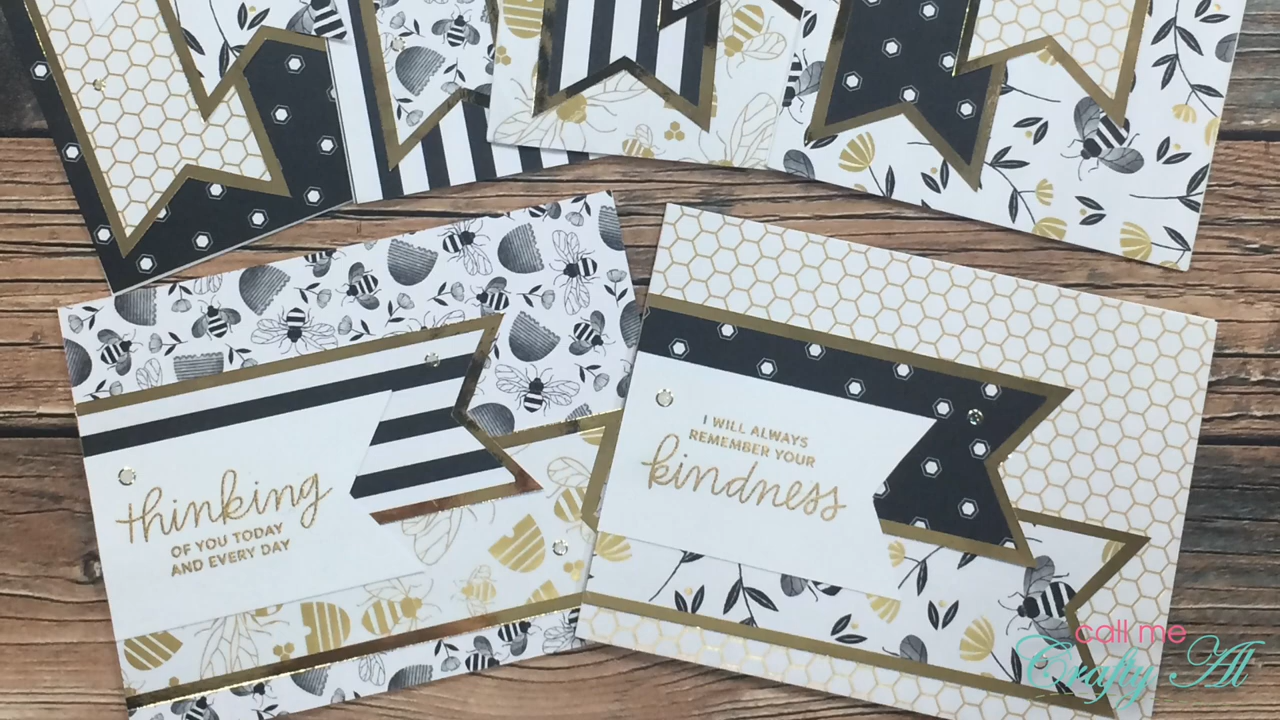 thinking
OF YOU TODAY
AND EVERY DAY
I WILL ALWAYS
REMEMBER YOUR
kindness
call me
Crafty Al